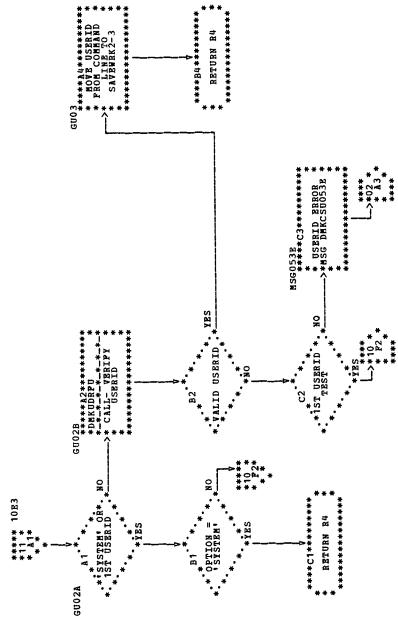 10E3
11
A1
GU02A
A1
'SYSTEM' OR
1ST USERID
NO
YES
B1
OPTION =
'SYSTEM'
NO
10
F2
YES
C1
RETURN R4
GU02B
A2
DMKUDRFU
CALL- VERIFY
USERID
B2
VALID USERID
YES
NO
C2
1ST USERID
TEST
NO
YES
10
F2
MSG053E
C3
USERID ERROR
MSG DMKCSU053E
02
A3
GU03
A4
MOVE USERID
FROM COMMAND
LINE TO
SAVEWRK2-3
B4
RETURN R4